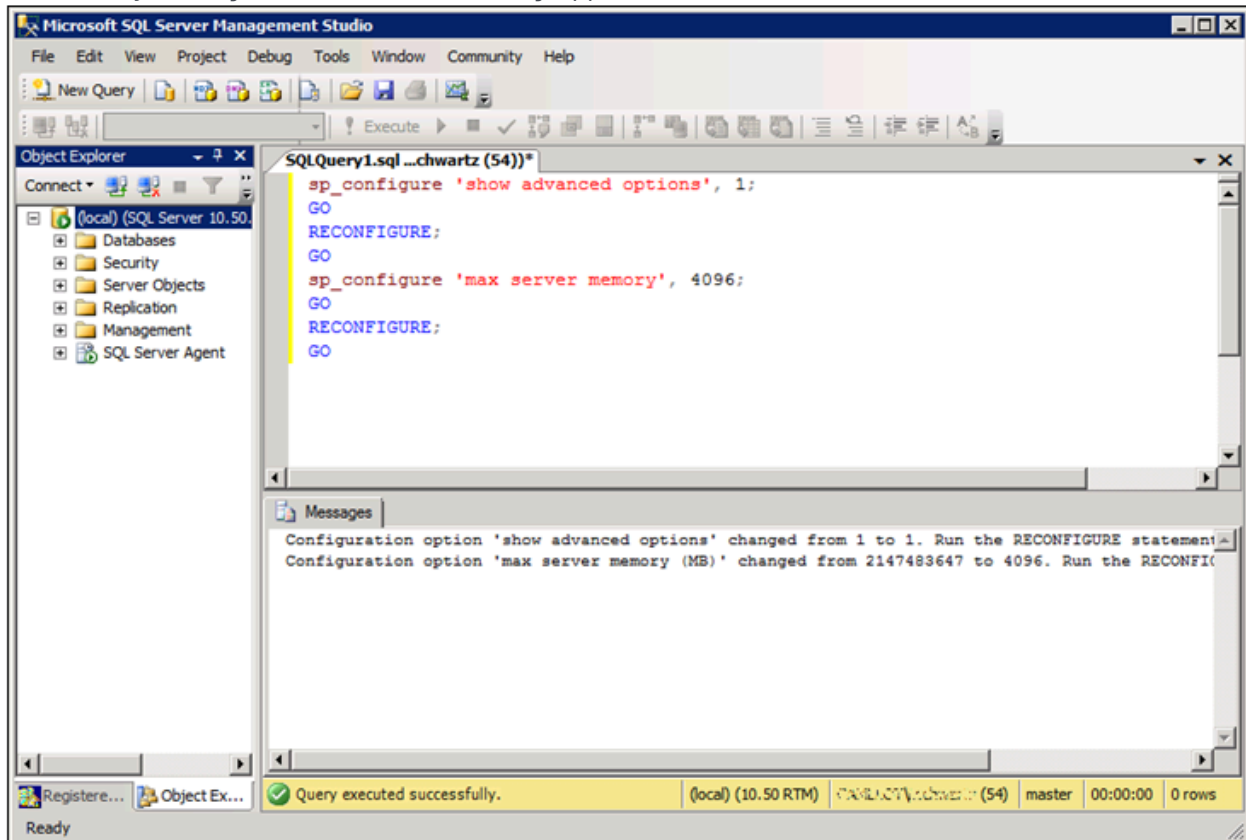 Microsoft SQL Server Management Studio
File Edit View Project Debug Tools Window Community Help
New Query
Execute
Object Explorer
Connect
(local) (SQL Server 10.50.
Databases
Security
Server Objects
Replication
Management
SQL Server Agent
SQLQuery1.sql ...chwartz (54))*
sp_configure 'show advanced options', 1;
GO
RECONFIGURE;
GO
sp_configure 'max server memory', 4096;
GO
RECONFIGURE;
GO
Messages
Configuration option 'show advanced options' changed from 1 to 1. Run the RECONFIGURE statement
Configuration option 'max server memory (MB)' changed from 2147483647 to 4096. Run the RECONFIG
Registere... Object Ex...
Query executed successfully. (local) (10.50 RTM) (54) master 00:00:00 0 rows
Ready